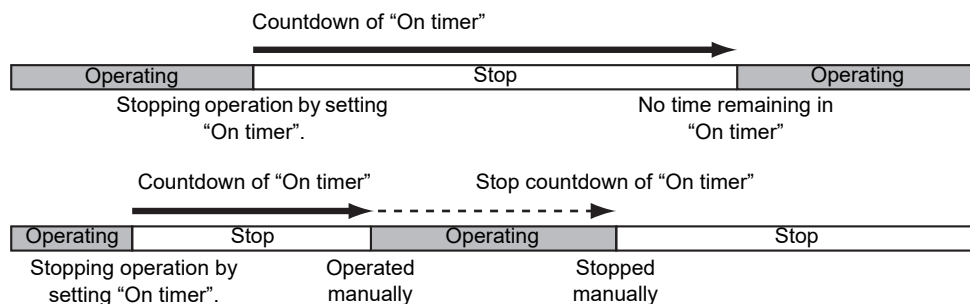 Countdown of “On timer”
Operating Stop Operating
Stopping operation by setting “On timer”.
No time remaining in “On timer”
Countdown of “On timer” Stop countdown of “On timer”
Operating Stop Operating Stop
Stopping operation by setting “On timer”.
Operated manually
Stopped manually